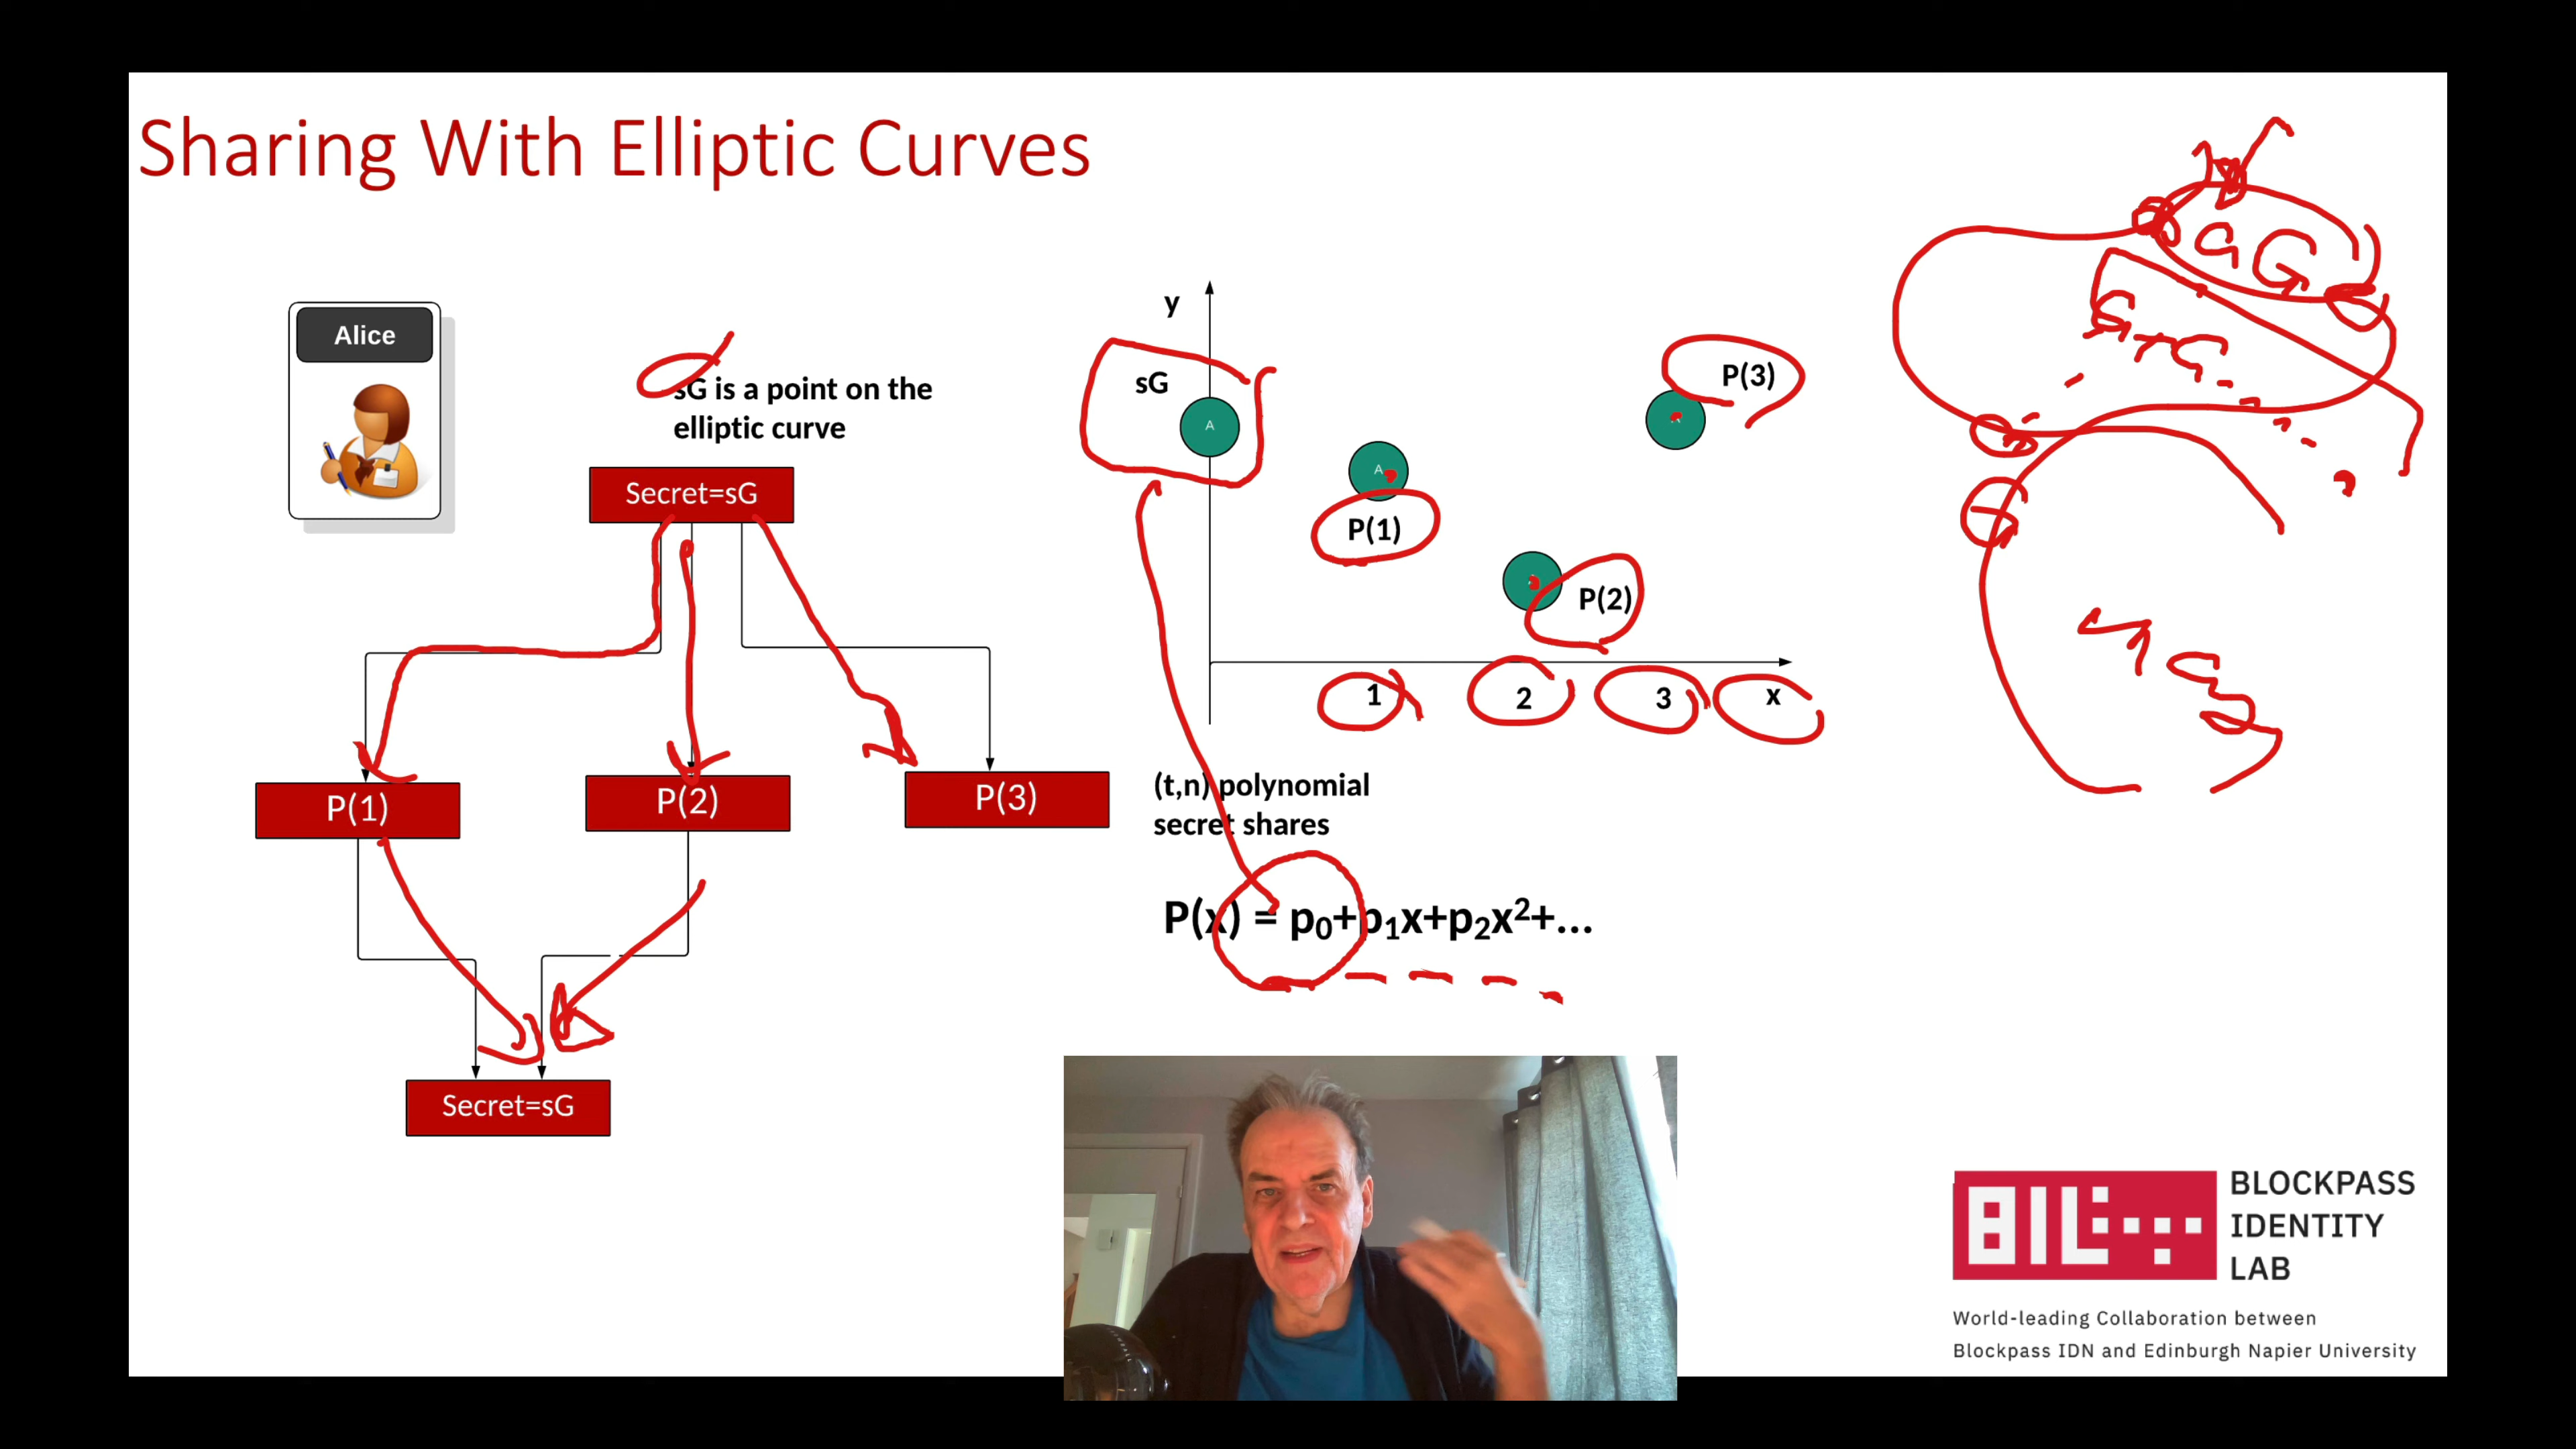 Sharing With Elliptic Curves
Alice
sG is a point on the
elliptic curve
Secret=sG
P(1)
P(2)
P(3)
Secret=sG
y
sG
A
A
P(1)
P(2)
P(3)
1
2
3
x
(t,n) polynomial
secret shares
P(x) = p₀+p₁x+p₂x²+...
aG
BIL
BLOCKPASS
IDENTITY
LAB
World-leading Collaboration between
Blockpass IDN and Edinburgh Napier University